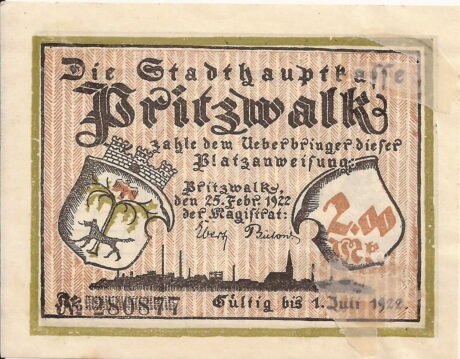 Die Stadthauptkasse
Pritzwalk
zahle dem Ueberbringer dieser
Platzanweisung:
Pritzwalk,
den 25. Febr. 1922
der Magistrat:
2.00
Mk
№ 280877
Gültig bis 1. Juli 1922.